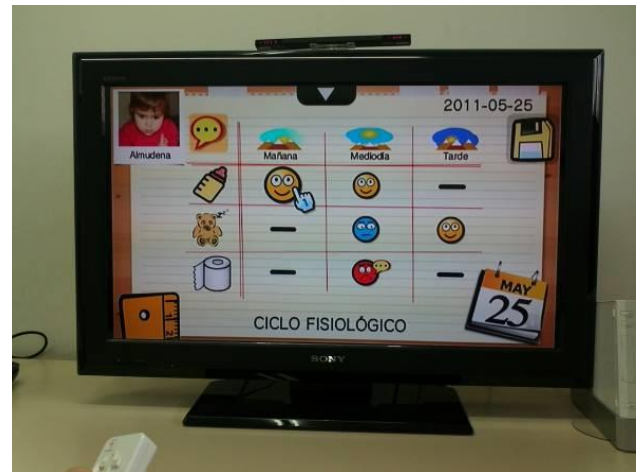 2011-05-25
Almudena
Mañana
Mediodía
Tarde
MAY
25
CICLO FISIOLÓGICO
SONY